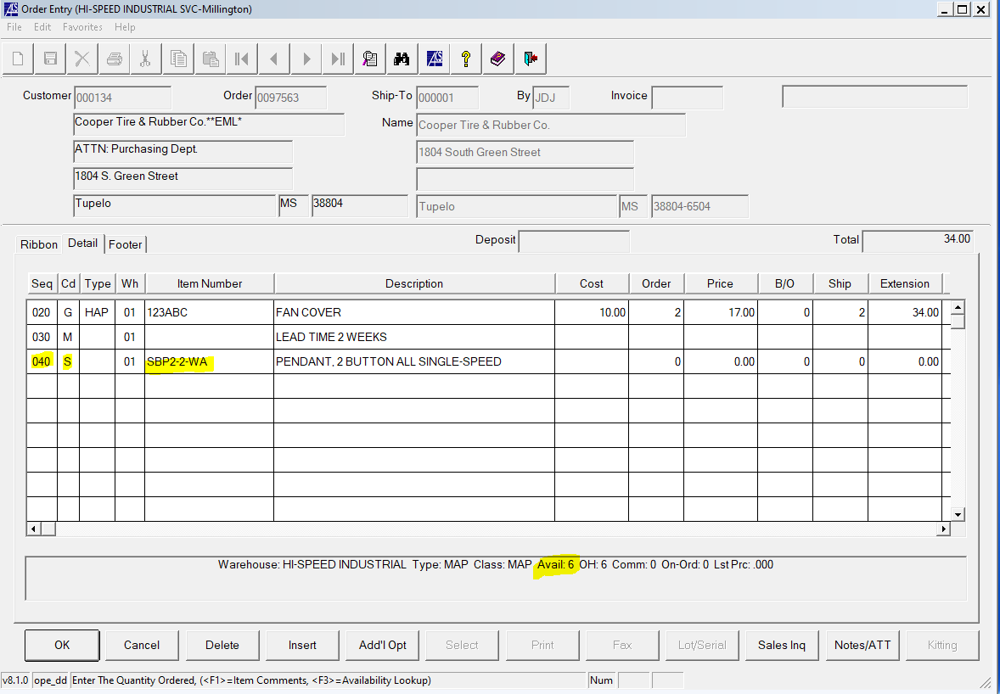 Order Entry (HI-SPEED INDUSTRIAL SVC-Millington)
File Edit Favorites Help
Customer 000134 Order 0097563 Ship-To 000001 By JDJ Invoice
Cooper Tire & Rubber Co.**EML* Name Cooper Tire & Rubber Co.
ATTN: Purchasing Dept. 1804 South Green Street
1804 S. Green Street
Tupelo MS 38804 Tupelo MS 38804-6504
Ribbon Detail Footer Deposit Total 34.00
Seq Cd Type Wh Item Number Description Cost Order Price B/O Ship Extension
020 G HAP 01 123ABC FAN COVER 10.00 2 17.00 0 2 34.00
030 M 01 LEAD TIME 2 WEEKS
040 S 01 SBP2-2-WA PENDANT, 2 BUTTON ALL SINGLE-SPEED 0 0.00 0 0 0.00
Warehouse: HI-SPEED INDUSTRIAL Type: MAP Class: MAP Avail: 6 OH: 6 Comm: 0 On-Ord: 0 Lst Prc: .000
OK Cancel Delete Insert Add'l Opt Select Print Fax Lot/Serial Sales Inq Notes/ATT Kitting
v8.1.0 ope_dd Enter The Quantity Ordered, (<F1>=Item Comments, <F3>=Availability Lookup) Num